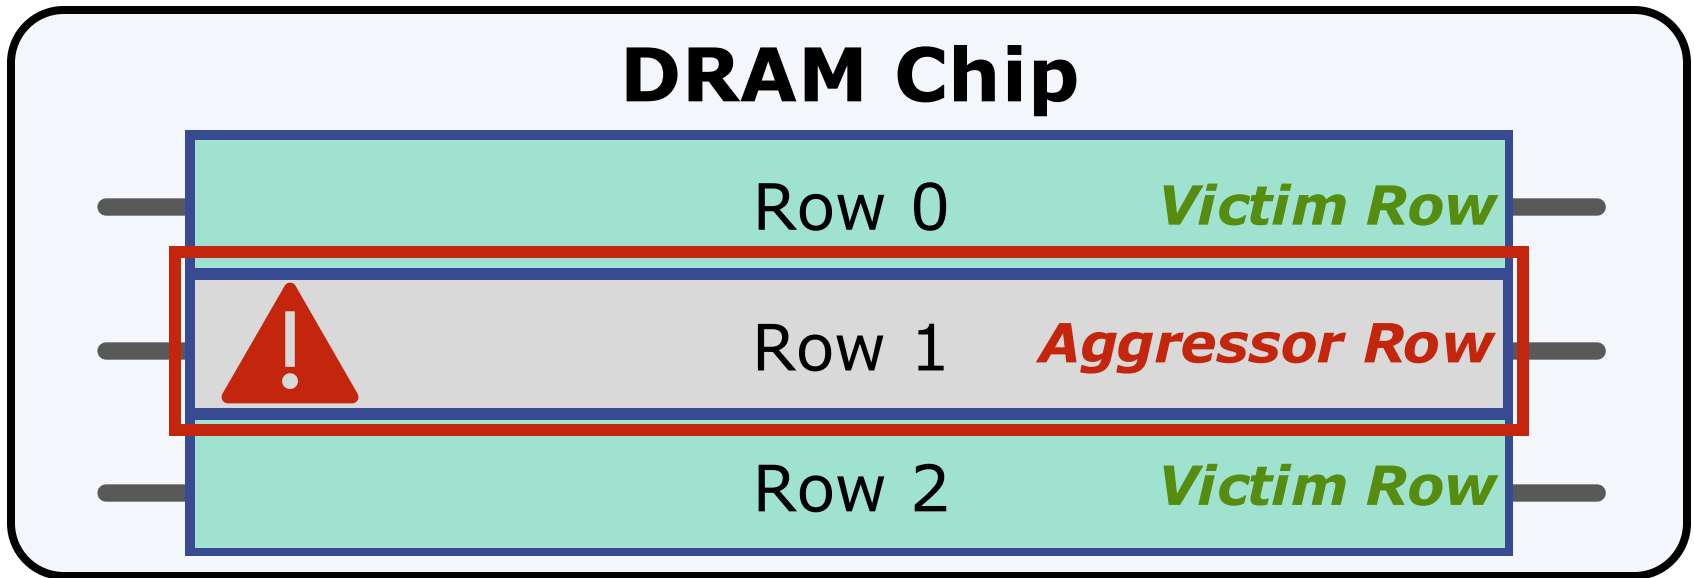 DRAM Chip
Row 0 Victim Row
Row 1 Aggressor Row
Row 2 Victim Row